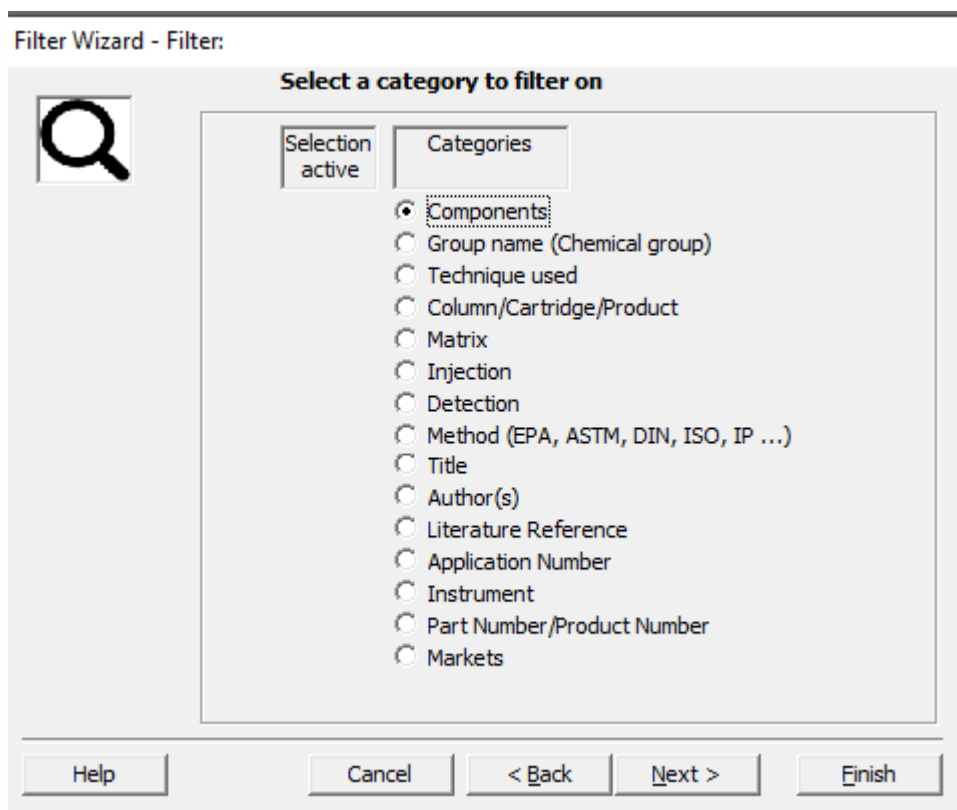 Filter Wizard - Filter:
Select a category to filter on
Selection
active
Categories
Components
Group name (Chemical group)
Technique used
Column/Cartridge/Product
Matrix
Injection
Detection
Method (EPA, ASTM, DIN, ISO, IP ...)
Title
Author(s)
Literature Reference
Application Number
Instrument
Part Number/Product Number
Markets
Help
Cancel
< Back
Next >
Finish